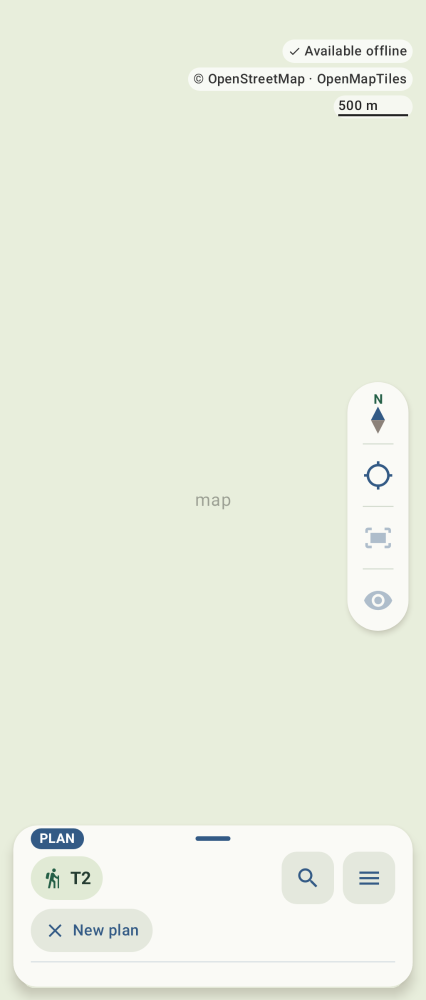 Available offline
© OpenStreetMap · OpenMapTiles
500 m
N
map
PLAN
T2
New plan